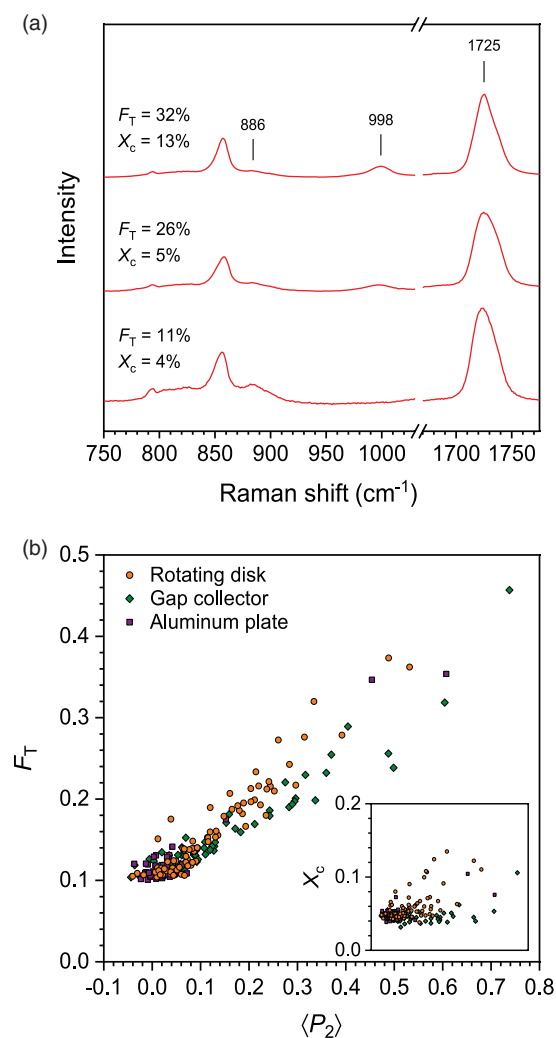 (a)
1725
886
998
F_T = 32%
X_c = 13%
F_T = 26%
X_c = 5%
F_T = 11%
X_c = 4%
Intensity
750 800 850 900 950 1000 1700 1750
Raman shift (cm⁻¹)
(b)
0.5
0.4
0.3
0.2
0.1
0.0
F_T
Rotating disk
Gap collector
Aluminum plate
0.2
0.1
0.0
X_c
-0.1 0.0 0.1 0.2 0.3 0.4 0.5 0.6 0.7 0.8
⟨P₂⟩